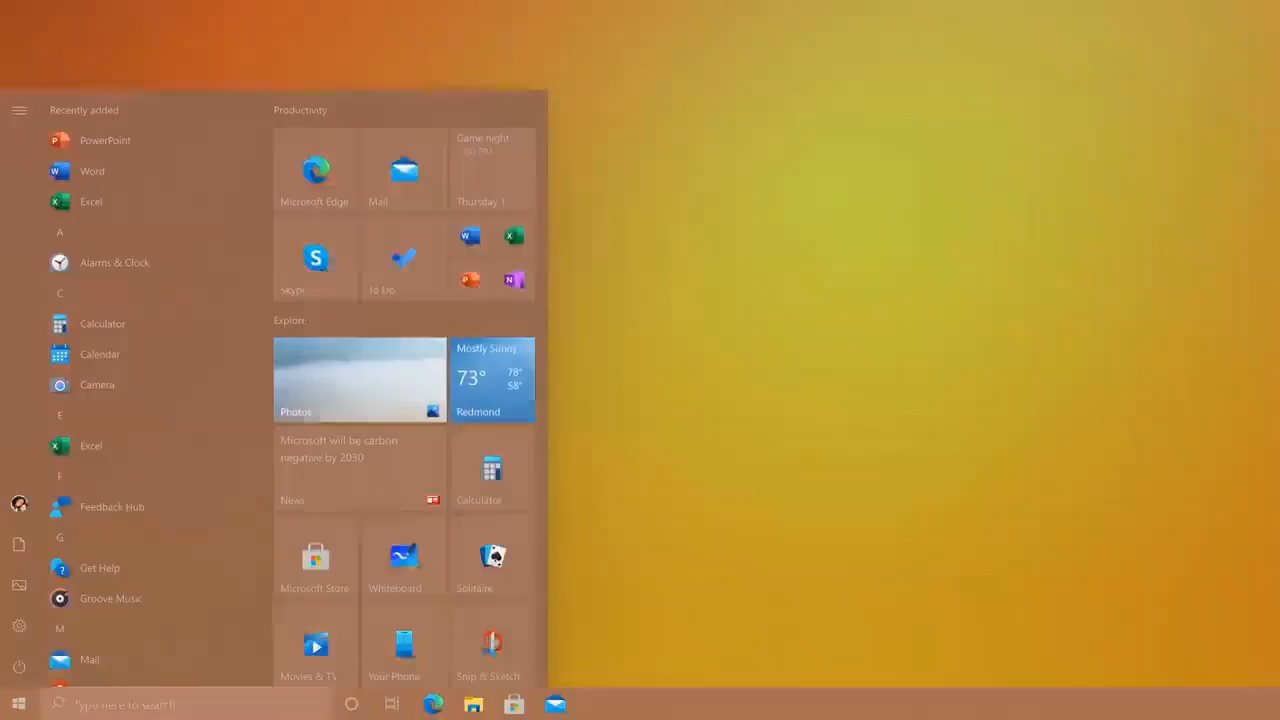 Recently added
PowerPoint
Word
Excel
A
Alarms & Clock
C
Calculator
Calendar
Camera
E
Excel
F
Feedback Hub
G
Get Help
Groove Music
M
Mail
Productivity
Microsoft Edge
Mail
Game night
:00 PM
Thursday 1
Skype
To Do
Explore
Photos
Mostly Sunny
73°
78°
58°
Redmond
Microsoft will be carbon
negative by 2030
News
Calculator
Microsoft Store
Whiteboard
Solitaire
Movies & TV
Your Phone
Snip & Sketch
Type here to search